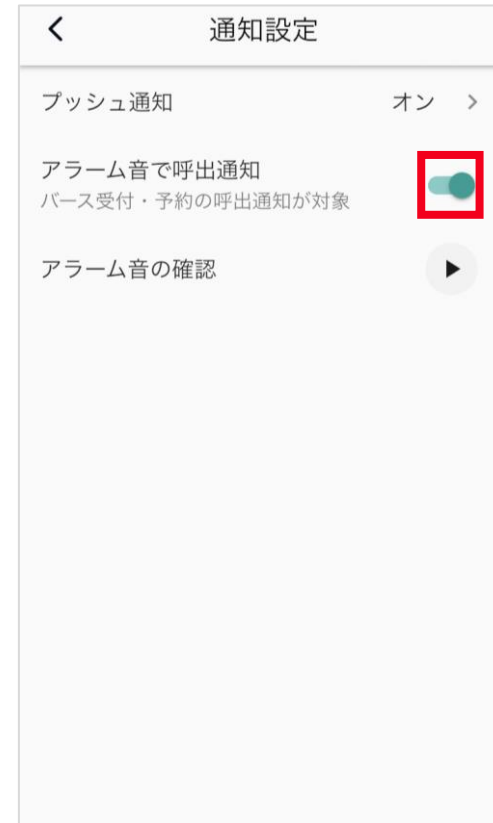 通知設定
プッシュ通知 オン
アラーム音で呼出通知
バース受付・予約の呼出通知が対象
アラーム音の確認